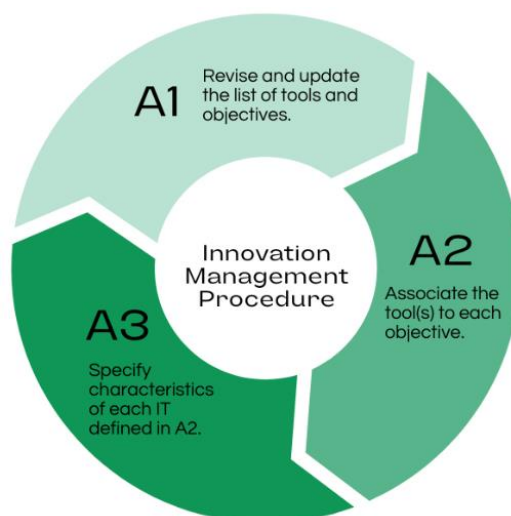 A1
Revise and update
the list of tools and
objectives.
A2
Associate the
tool(s) to each
objective.
A3
Specify
characteristics
of each IT
defined in A2.
Innovation
Management
Procedure